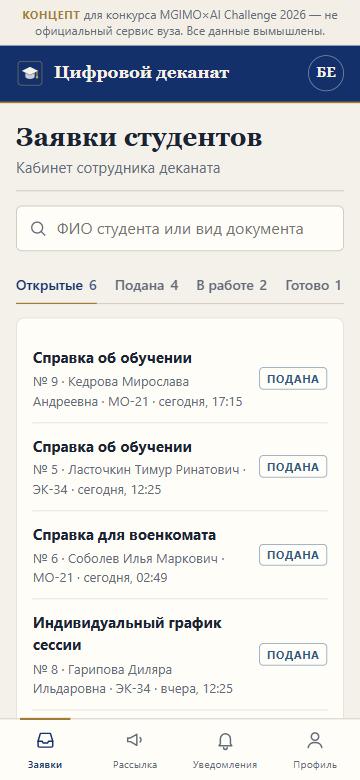 КОНЦЕПТ для конкурса MGIMO×AI Challenge 2026 — не
официальный сервис вуза. Все данные вымышлены.
Цифровой деканат
БЕ
Заявки студентов
Кабинет сотрудника деканата
ФИО студента или вид документа
Открытые 6 Подана 4 В работе 2 Готово 1
Справка об обучении
№ 9 · Кедрова Мирослава
Андреевна · МО-21 · сегодня, 17:15
ПОДАНА
Справка об обучении
№ 5 · Ласточкин Тимур Ринатович ·
ЭК-34 · сегодня, 12:25
ПОДАНА
Справка для военкомата
№ 6 · Соболев Илья Маркович ·
МО-21 · сегодня, 02:49
ПОДАНА
Индивидуальный график
сессии
№ 8 · Гарипова Диляра
Ильдаровна · ЭК-34 · вчера, 12:25
ПОДАНА
Заявки Рассылка Уведомления Профиль